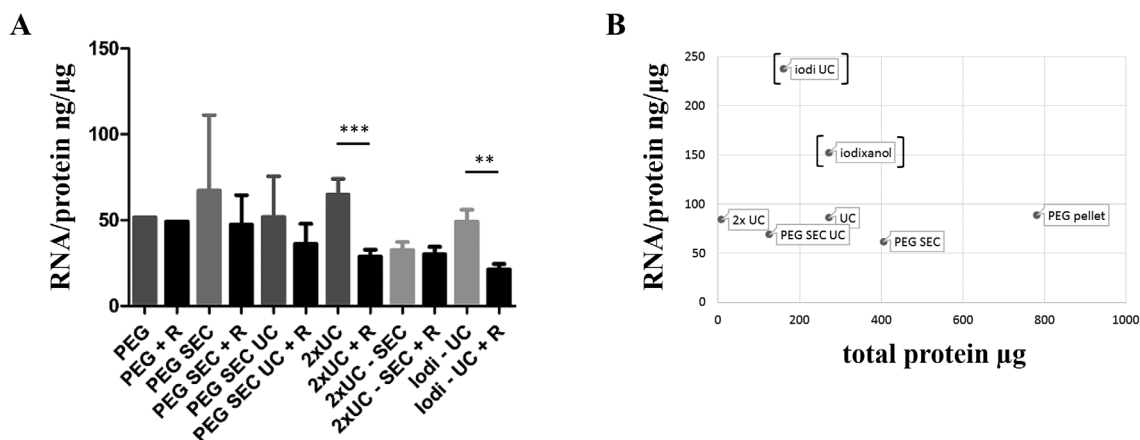 A
RNA/protein ng/µg
150
100
50
0
***
**
PEG
PEG + R
PEG SEC
PEG SEC + R
PEG SEC UC
PEG SEC UC + R
2xUC
2xUC + R
2xUC - SEC
2xUC - SEC + R
Iodi - UC
Iodi - UC + R
B
RNA/protein ng/µg
250
200
150
100
50
0
iodi UC
iodixanol
2x UC
UC
PEG pellet
PEG SEC UC
PEG SEC
0 200 400 600 800 1000
total protein µg